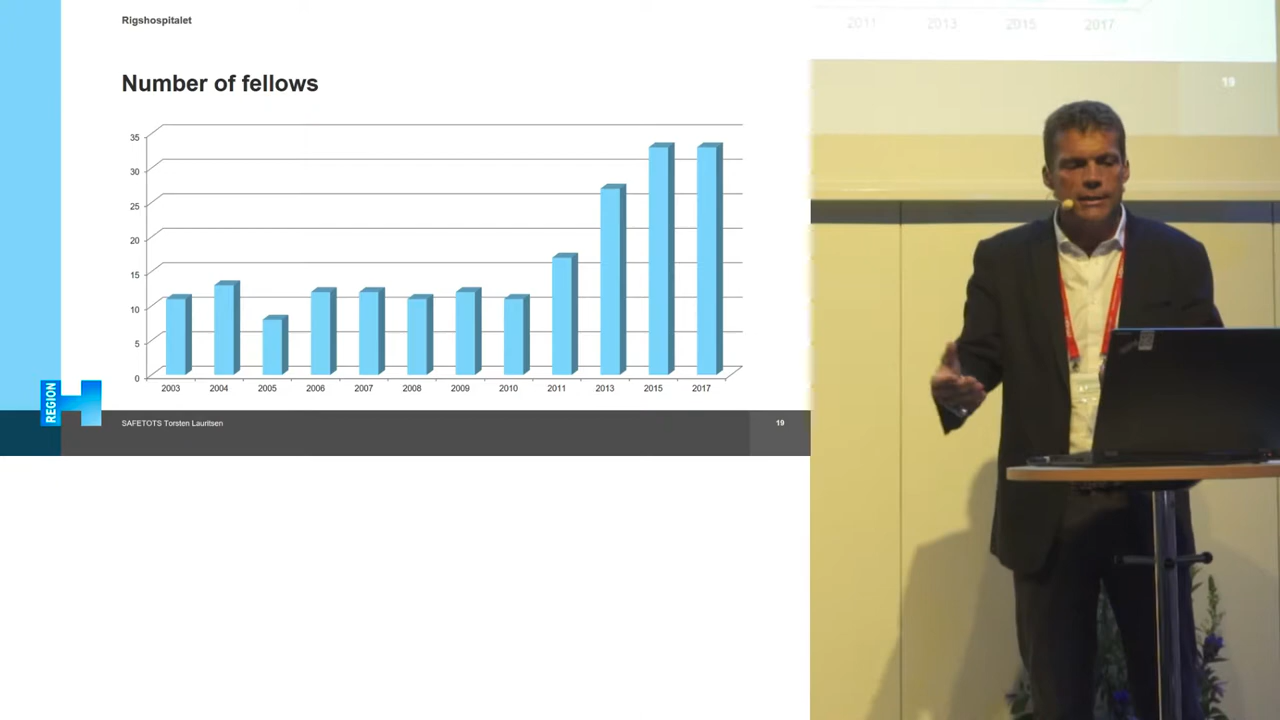 Rigshospitalet
Number of fellows
35
30
25
20
15
10
5
0
2003 2004 2005 2006 2007 2008 2009 2010 2011 2013 2015 2017
REGION
H
SAFETOTS Torsten Lauritsen
19
2011 2013 2015 2017
19